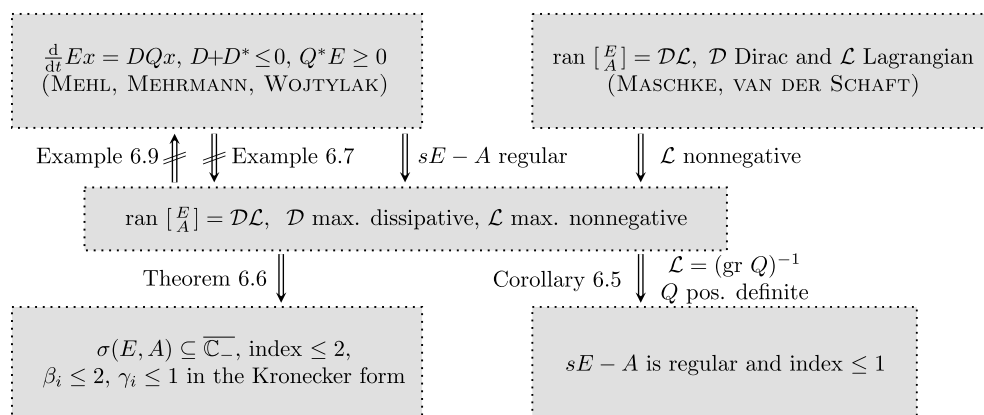 d/dt Ex = DQx, D+D* ≤ 0, Q*E ≥ 0
(Mehl, Mehrmann, Wojtylak)
ran [E A] = 𝒟ℒ, 𝒟 Dirac and ℒ Lagrangian
(Maschke, van der Schaft)
Example 6.9
Example 6.7
sE − A regular
ℒ nonnegative
ran [E A] = 𝒟ℒ, 𝒟 max. dissipative, ℒ max. nonnegative
Theorem 6.6
Corollary 6.5
ℒ = (gr Q)⁻¹
Q pos. definite
σ(E, A) ⊆ ℂ̅₋̅, index ≤ 2,
βᵢ ≤ 2, γᵢ ≤ 1 in the Kronecker form
sE − A is regular and index ≤ 1